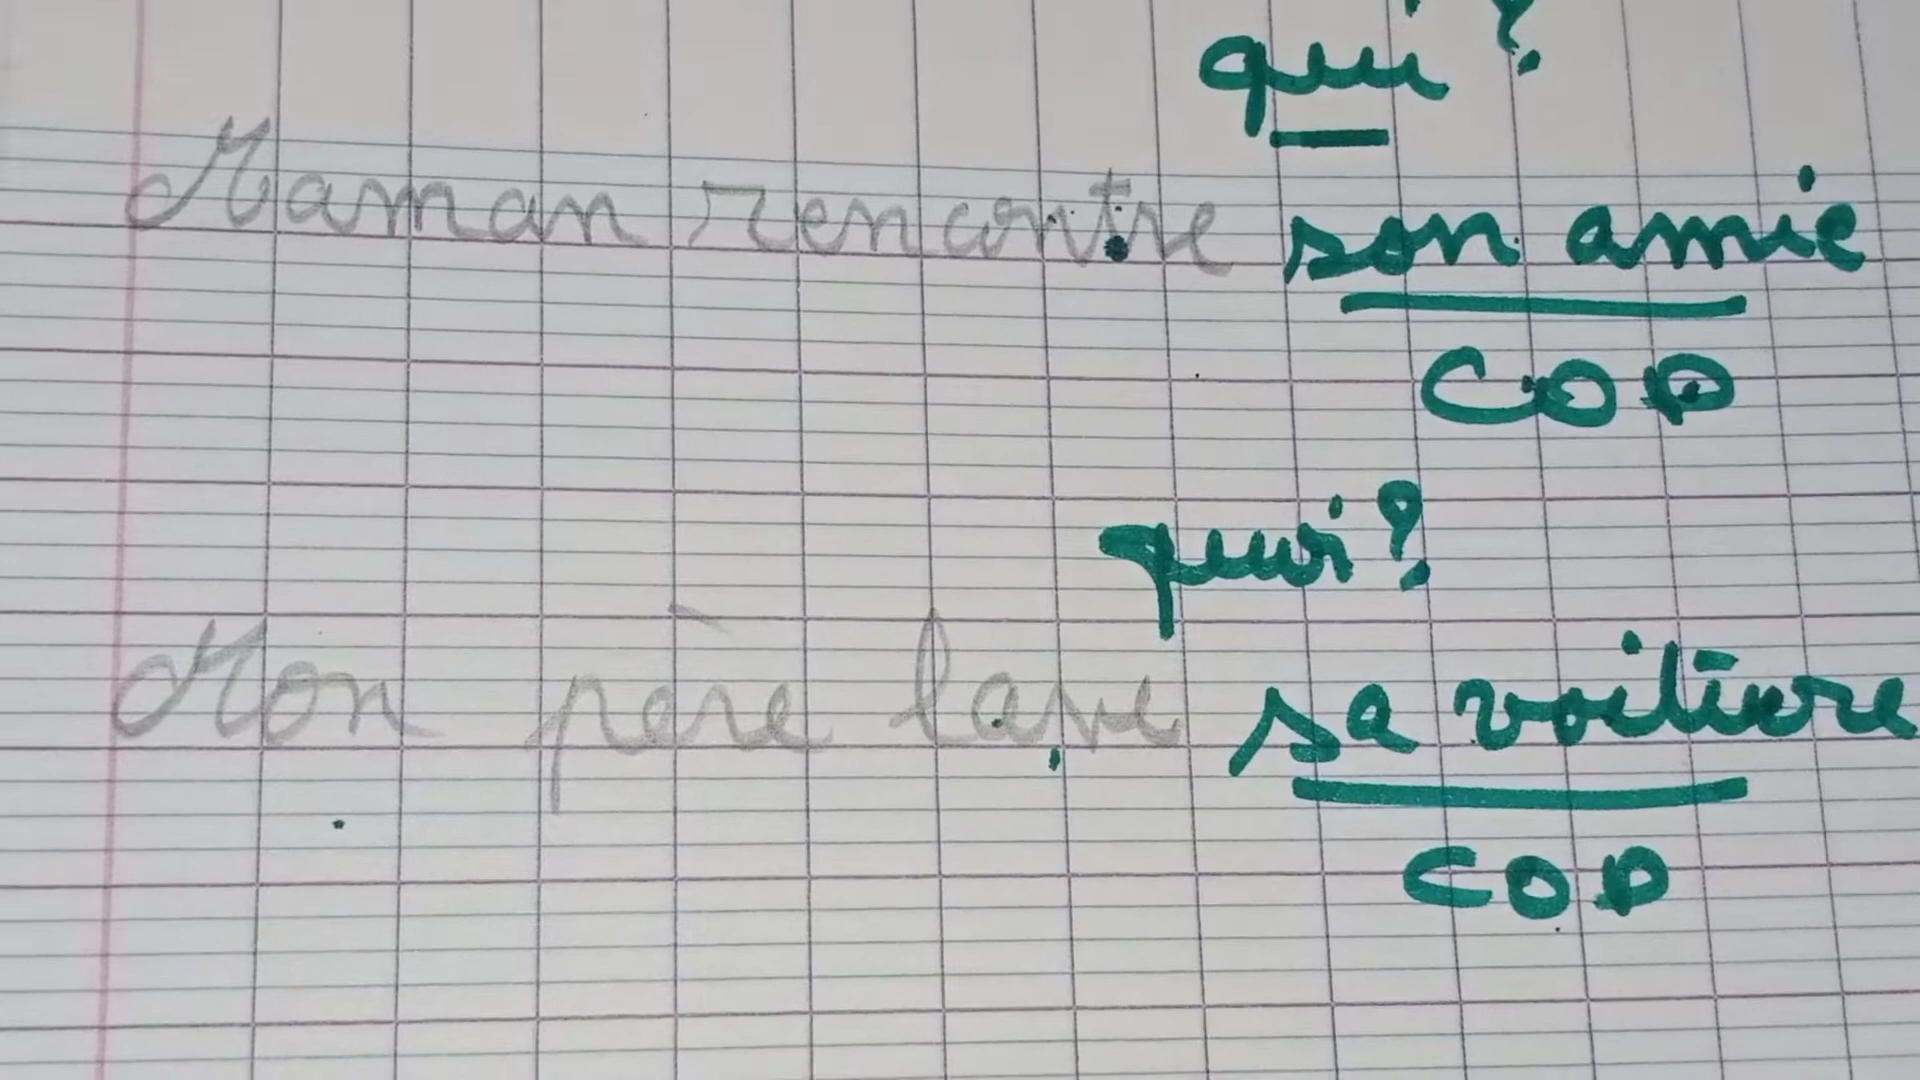 qui ?
Maman rencontre son amie
COD
quoi ?
Mon père lave sa voiture
COD